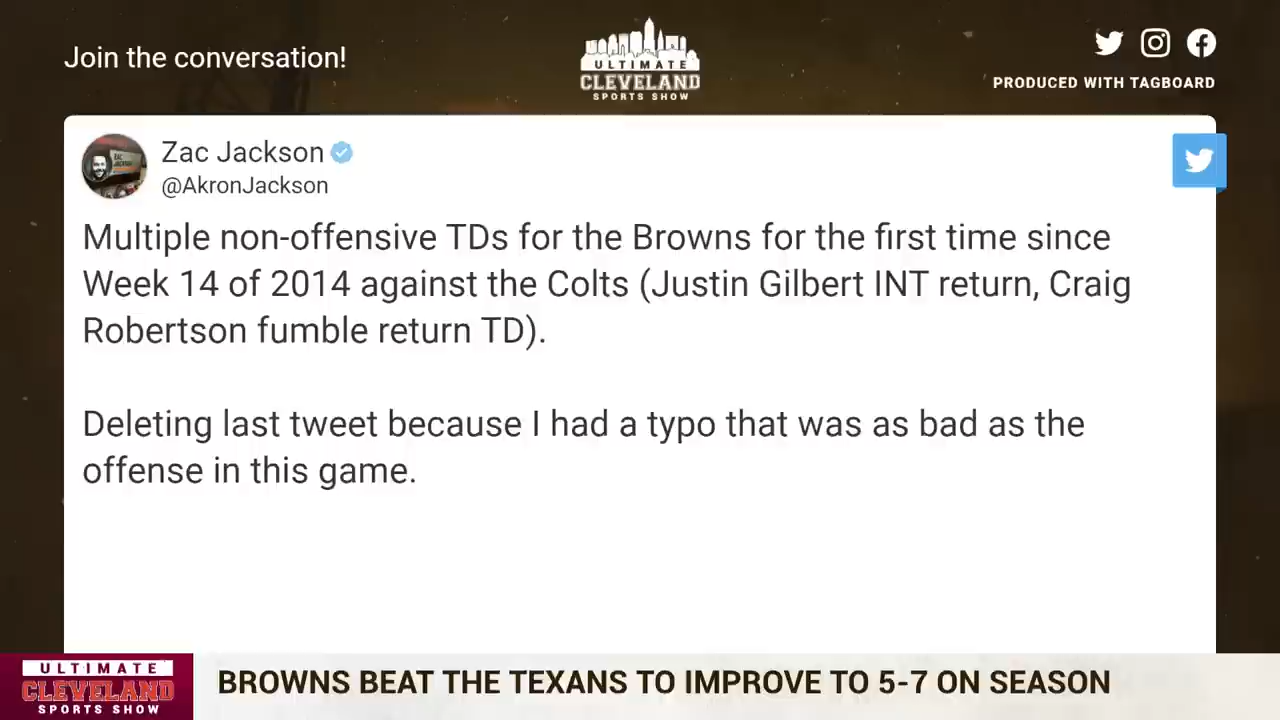 Join the conversation!
ULTIMATE
CLEVELAND
SPORTS SHOW
PRODUCED WITH TAGBOARD
Zac Jackson
@AkronJackson
Multiple non-offensive TDs for the Browns for the first time since
Week 14 of 2014 against the Colts (Justin Gilbert INT return, Craig
Robertson fumble return TD).
Deleting last tweet because I had a typo that was as bad as the
offense in this game.
ULTIMATE
CLEVELAND
SPORTS SHOW
BROWNS BEAT THE TEXANS TO IMPROVE TO 5-7 ON SEASON